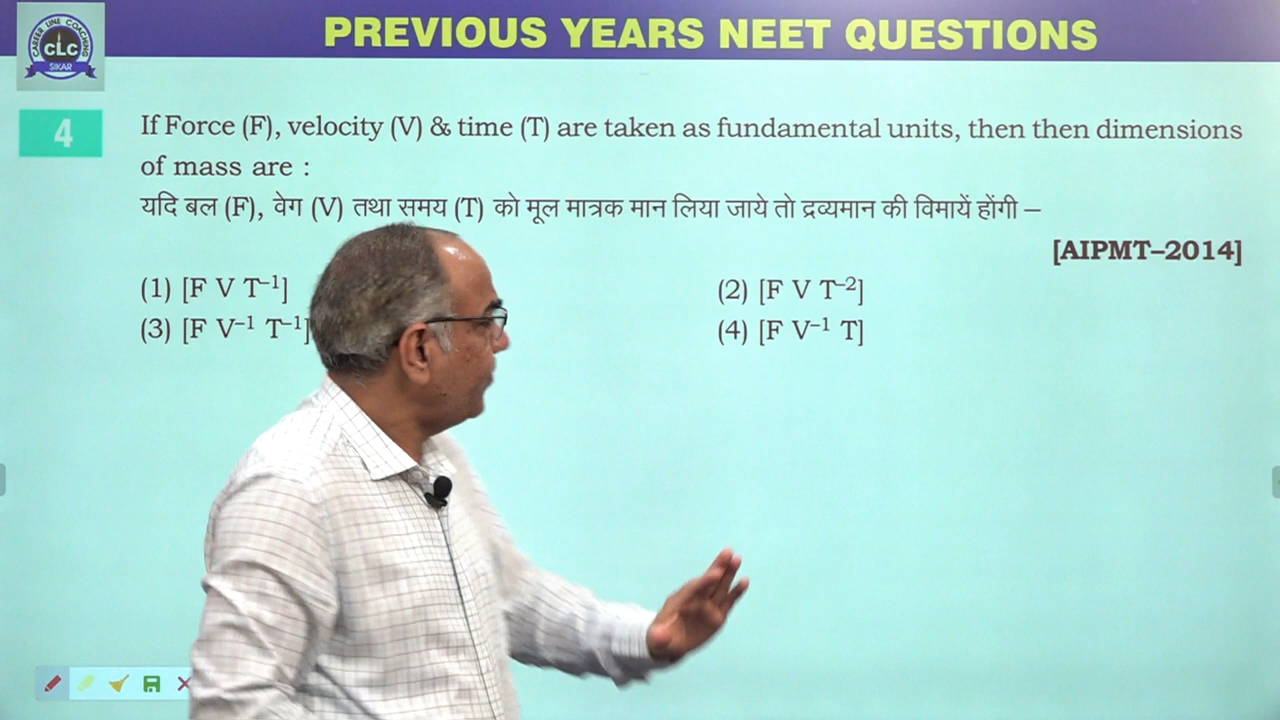 PREVIOUS YEARS NEET QUESTIONS
CAREER LINE COACHING
CLC
SIKAR
4
If Force (F), velocity (V) & time (T) are taken as fundamental units, then then dimensions
of mass are :
यदि बल (F), वेग (V) तथा समय (T) को मूल मात्रक मान लिया जाये तो द्रव्यमान की विमायें होंगी –
[AIPMT–2014]
(1) [F V T⁻¹]
(2) [F V T⁻²]
(3) [F V⁻¹ T⁻¹]
(4) [F V⁻¹ T]